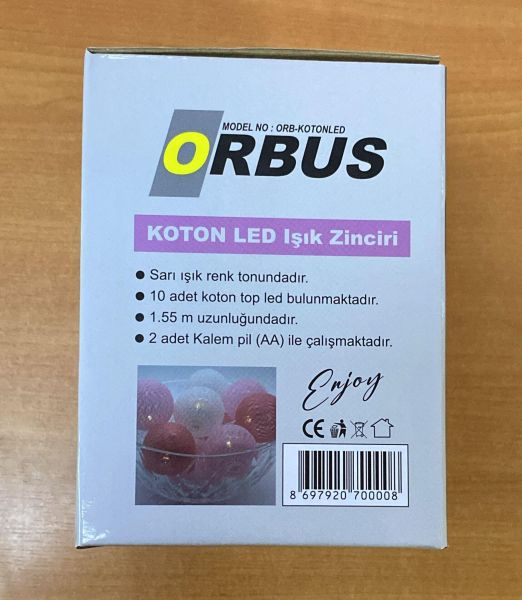 MODEL NO : ORB-KOTONLED
ORBUS
KOTON LED Işık Zinciri
● Sarı ışık renk tonundadır.
● 10 adet koton top led bulunmaktadır.
● 1.55 m uzunluğundadır.
● 2 adet Kalem pil (AA) ile çalışmaktadır.
Enjoy
CE
8 697920 700008